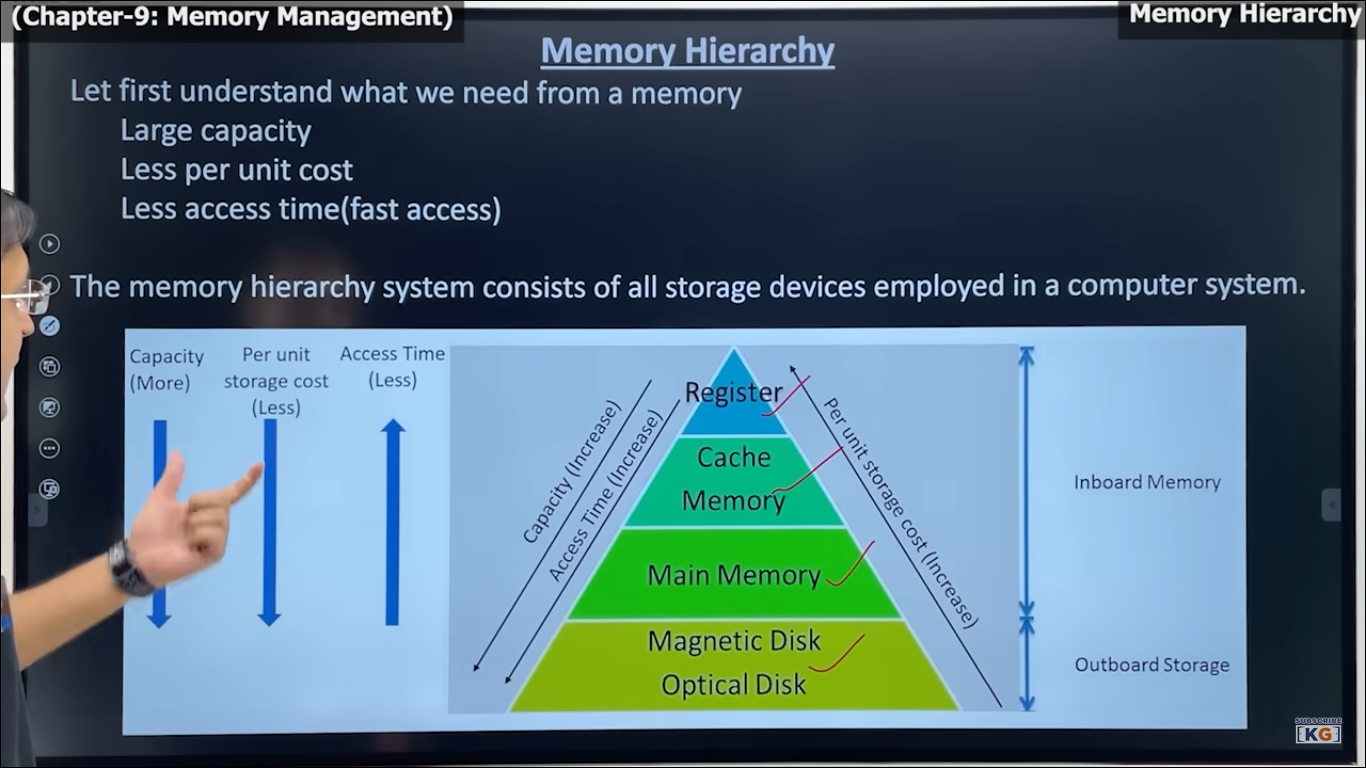 (Chapter-9: Memory Management)
Memory Hierarchy
Memory Hierarchy
Let first understand what we need from a memory
Large capacity
Less per unit cost
Less access time(fast access)
The memory hierarchy system consists of all storage devices employed in a computer system.
Capacity
(More)
Per unit
storage cost
(Less)
Access Time
(Less)
Capacity (Increase)
Access Time (Increase)
Register
Cache
Memory
Main Memory
Magnetic Disk
Optical Disk
Per unit storage cost (Increase)
Inboard Memory
Outboard Storage
SUBSCRIBE
[KG]